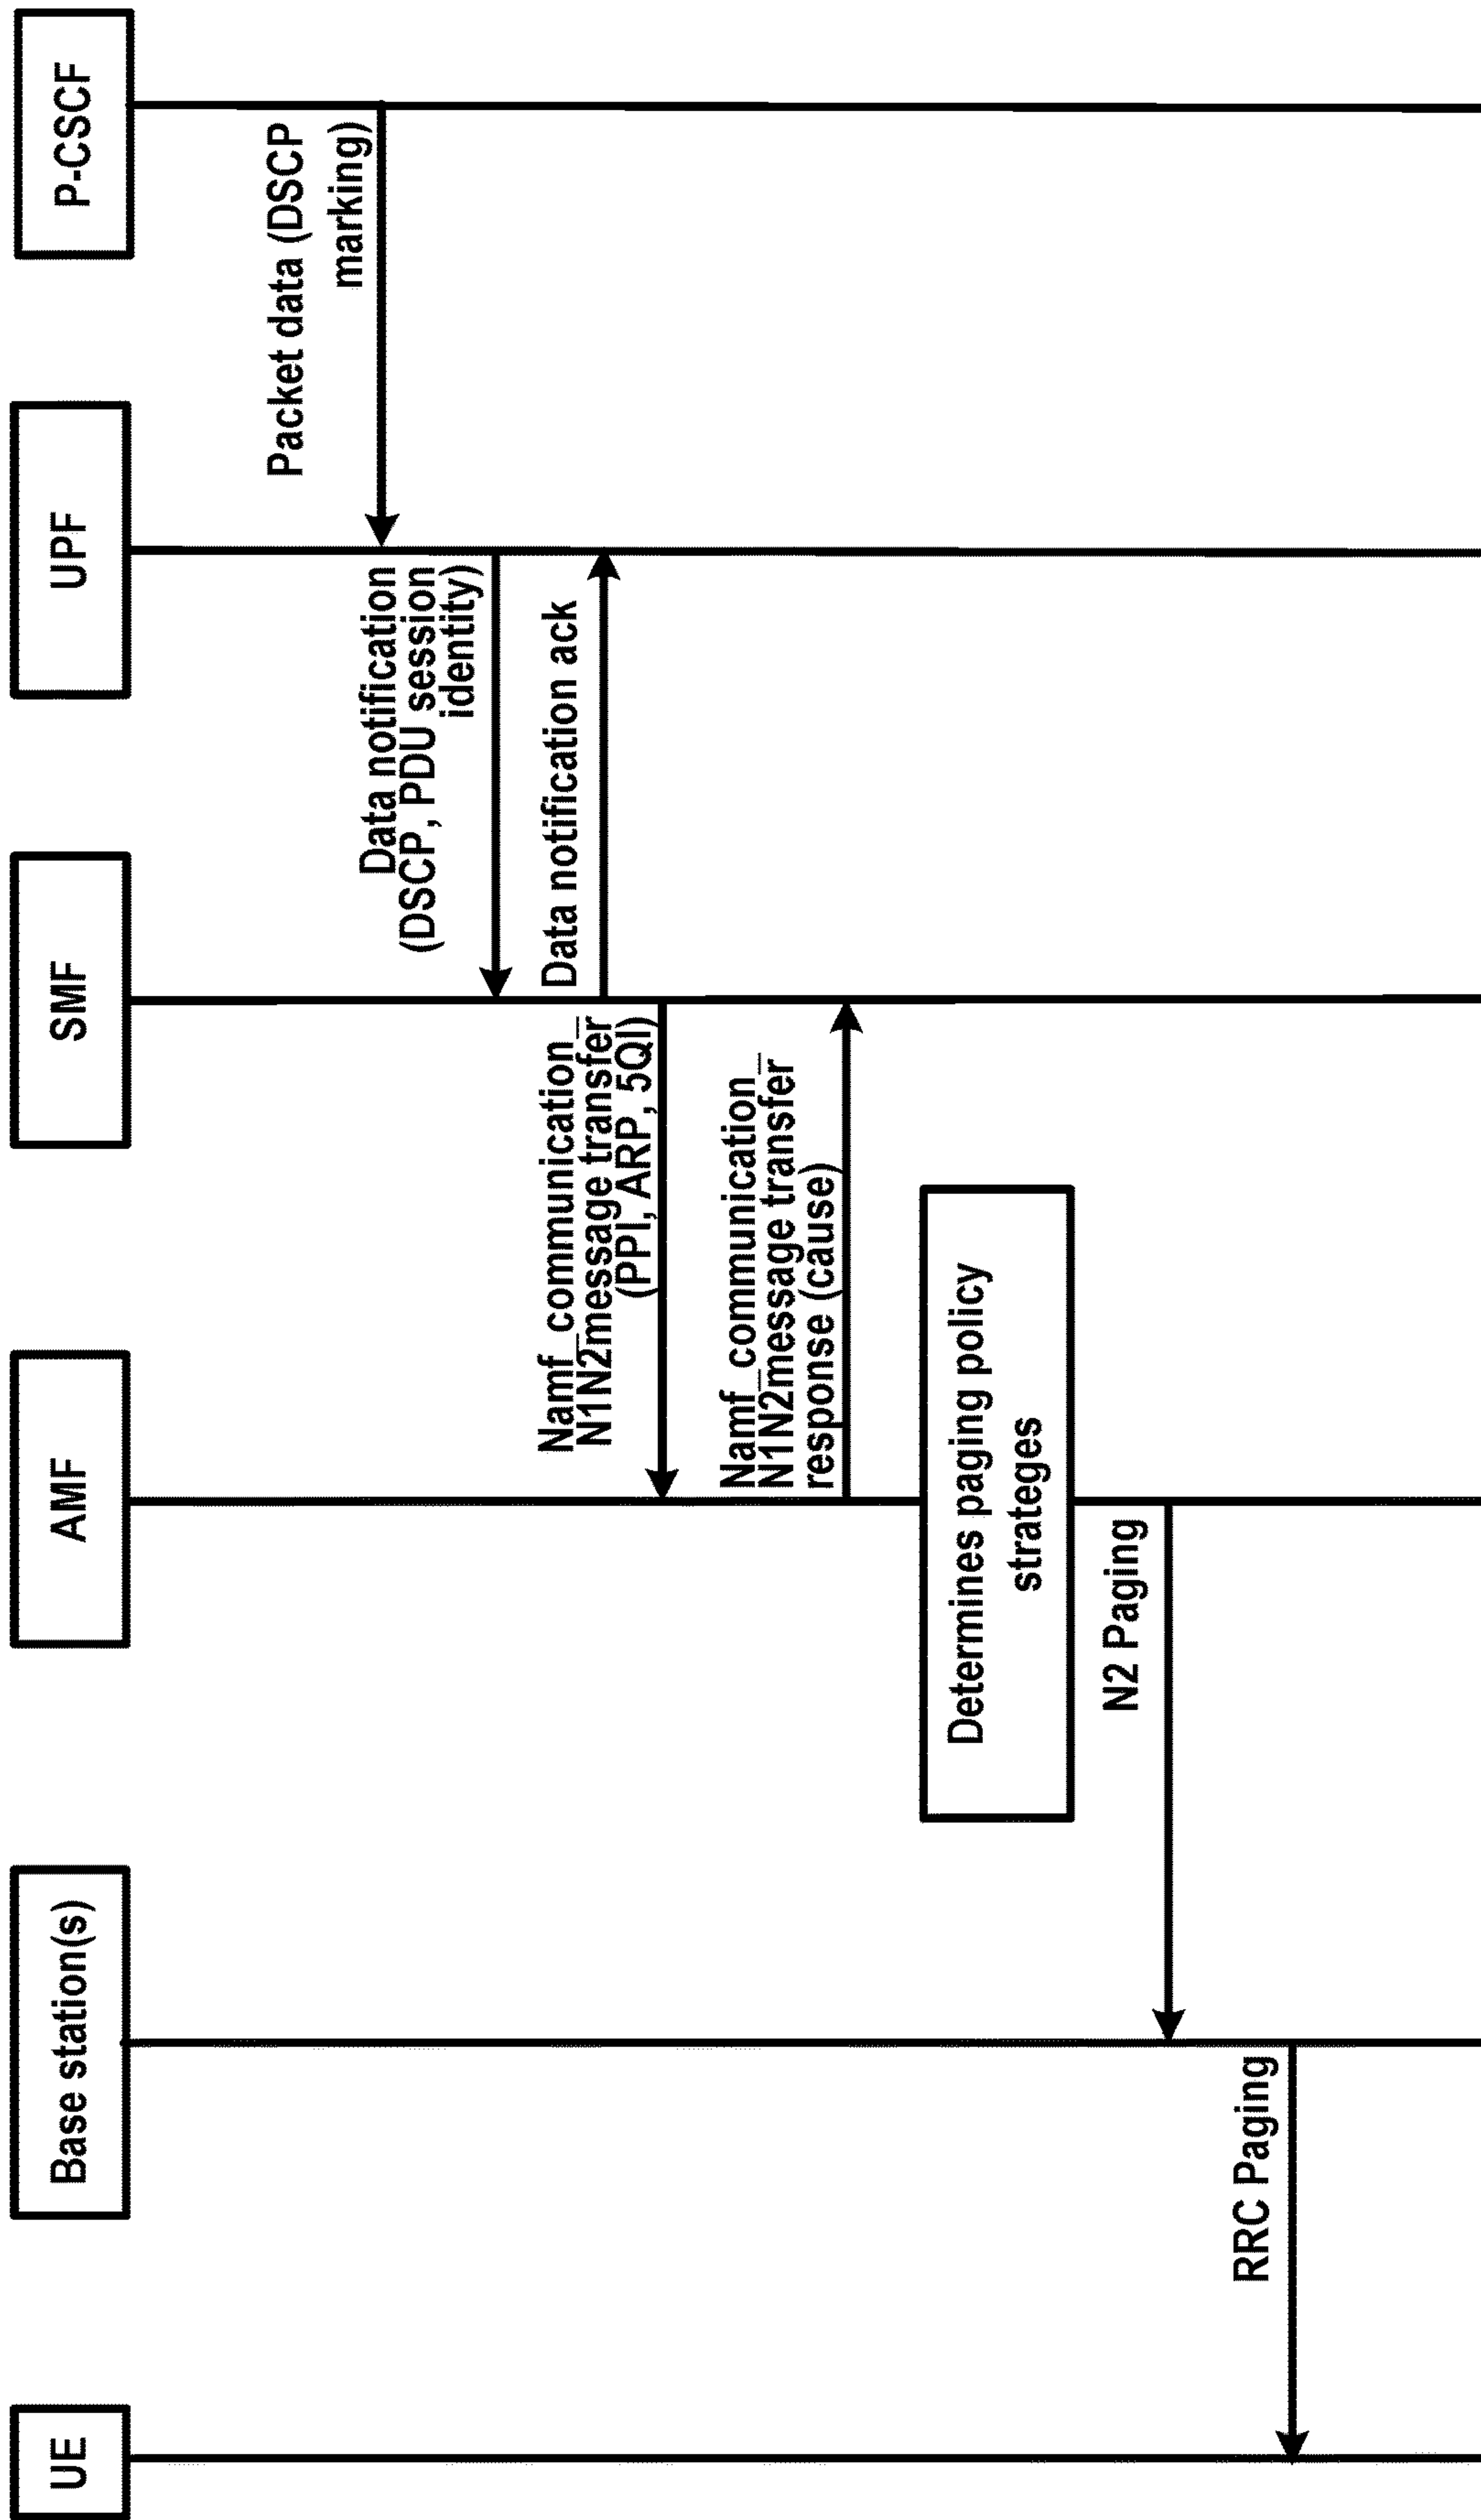 UE
Base station(s)
AMF
SMF
UPF
P-CSCF
Packet data (DSCP
marking)
Data notification
(DSCP, PDU session
identity)
Data notification ack
Namf_communication_
N1N2message transfer
(PPI, ARP, 5QI)
Namf_communication_
N1N2message transfer
response (cause)
Determines paging policy
strateges
N2 Paging
RRC Paging